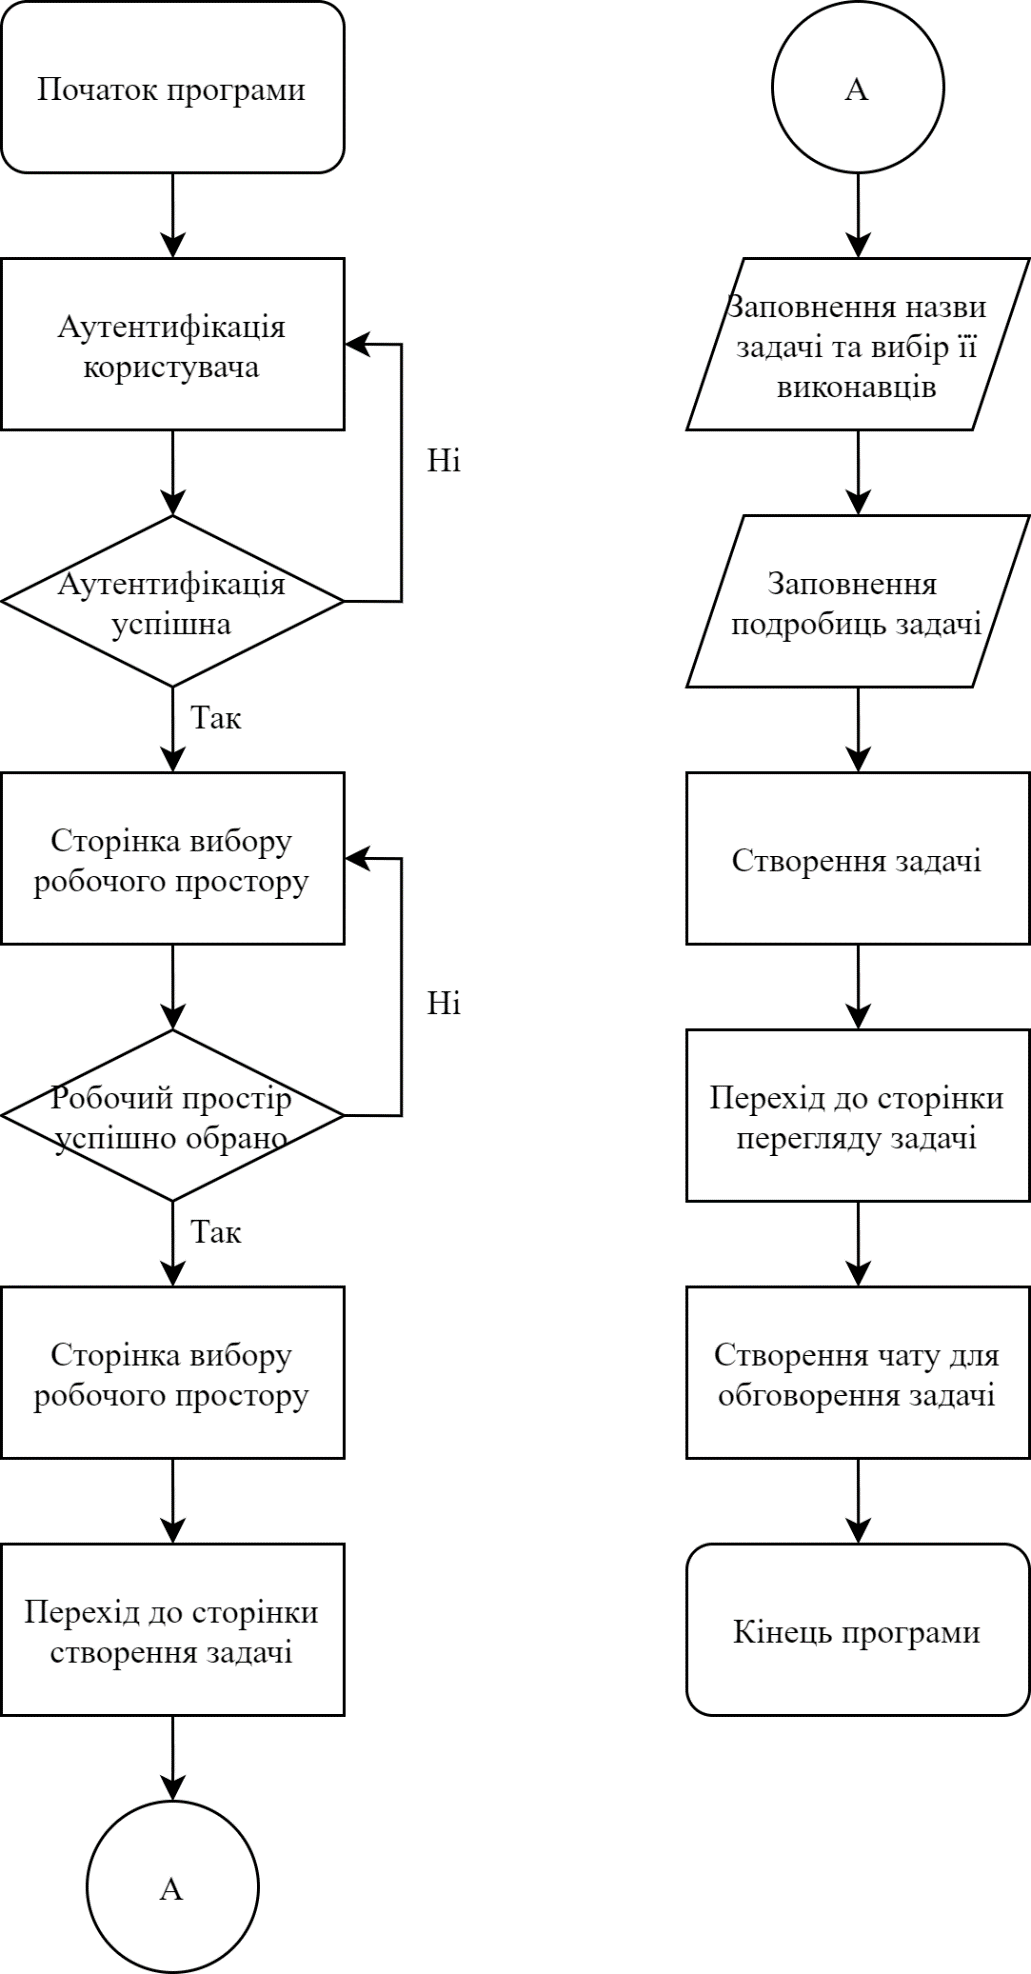 Початок програми
Аутентифікація
користувача
Ні
Аутентифікація
успішна
Так
Сторінка вибору
робочого простору
Ні
Робочий простір
успішно обрано
Так
Сторінка вибору
робочого простору
Перехід до сторінки
створення задачі
А
А
Заповнення назви
задачі та вибір її
виконавців
Заповнення
подробиць задачі
Створення задачі
Перехід до сторінки
перегляду задачі
Створення чату для
обговорення задачі
Кінець програми